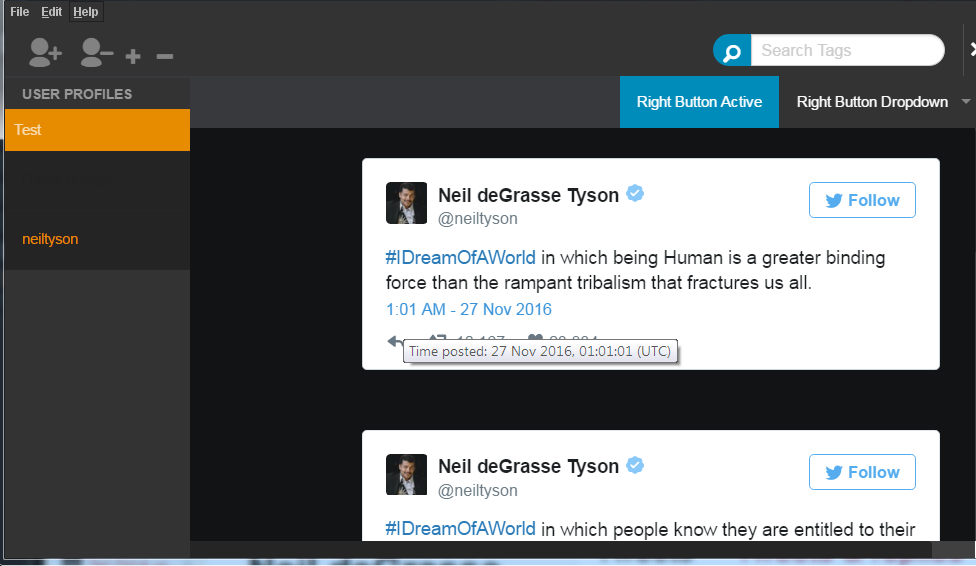 File Edit Help
Search Tags
USER PROFILES
Right Button Active Right Button Dropdown
Test
neiltyson
Neil deGrasse Tyson
Follow
@neiltyson
#IDreamOfAWorld in which being Human is a greater binding
force than the rampant tribalism that fractures us all.
1:01 AM - 27 Nov 2016
Time posted: 27 Nov 2016, 01:01:01 (UTC)
Neil deGrasse Tyson
Follow
@neiltyson
#IDreamOfAWorld in which people know they are entitled to their